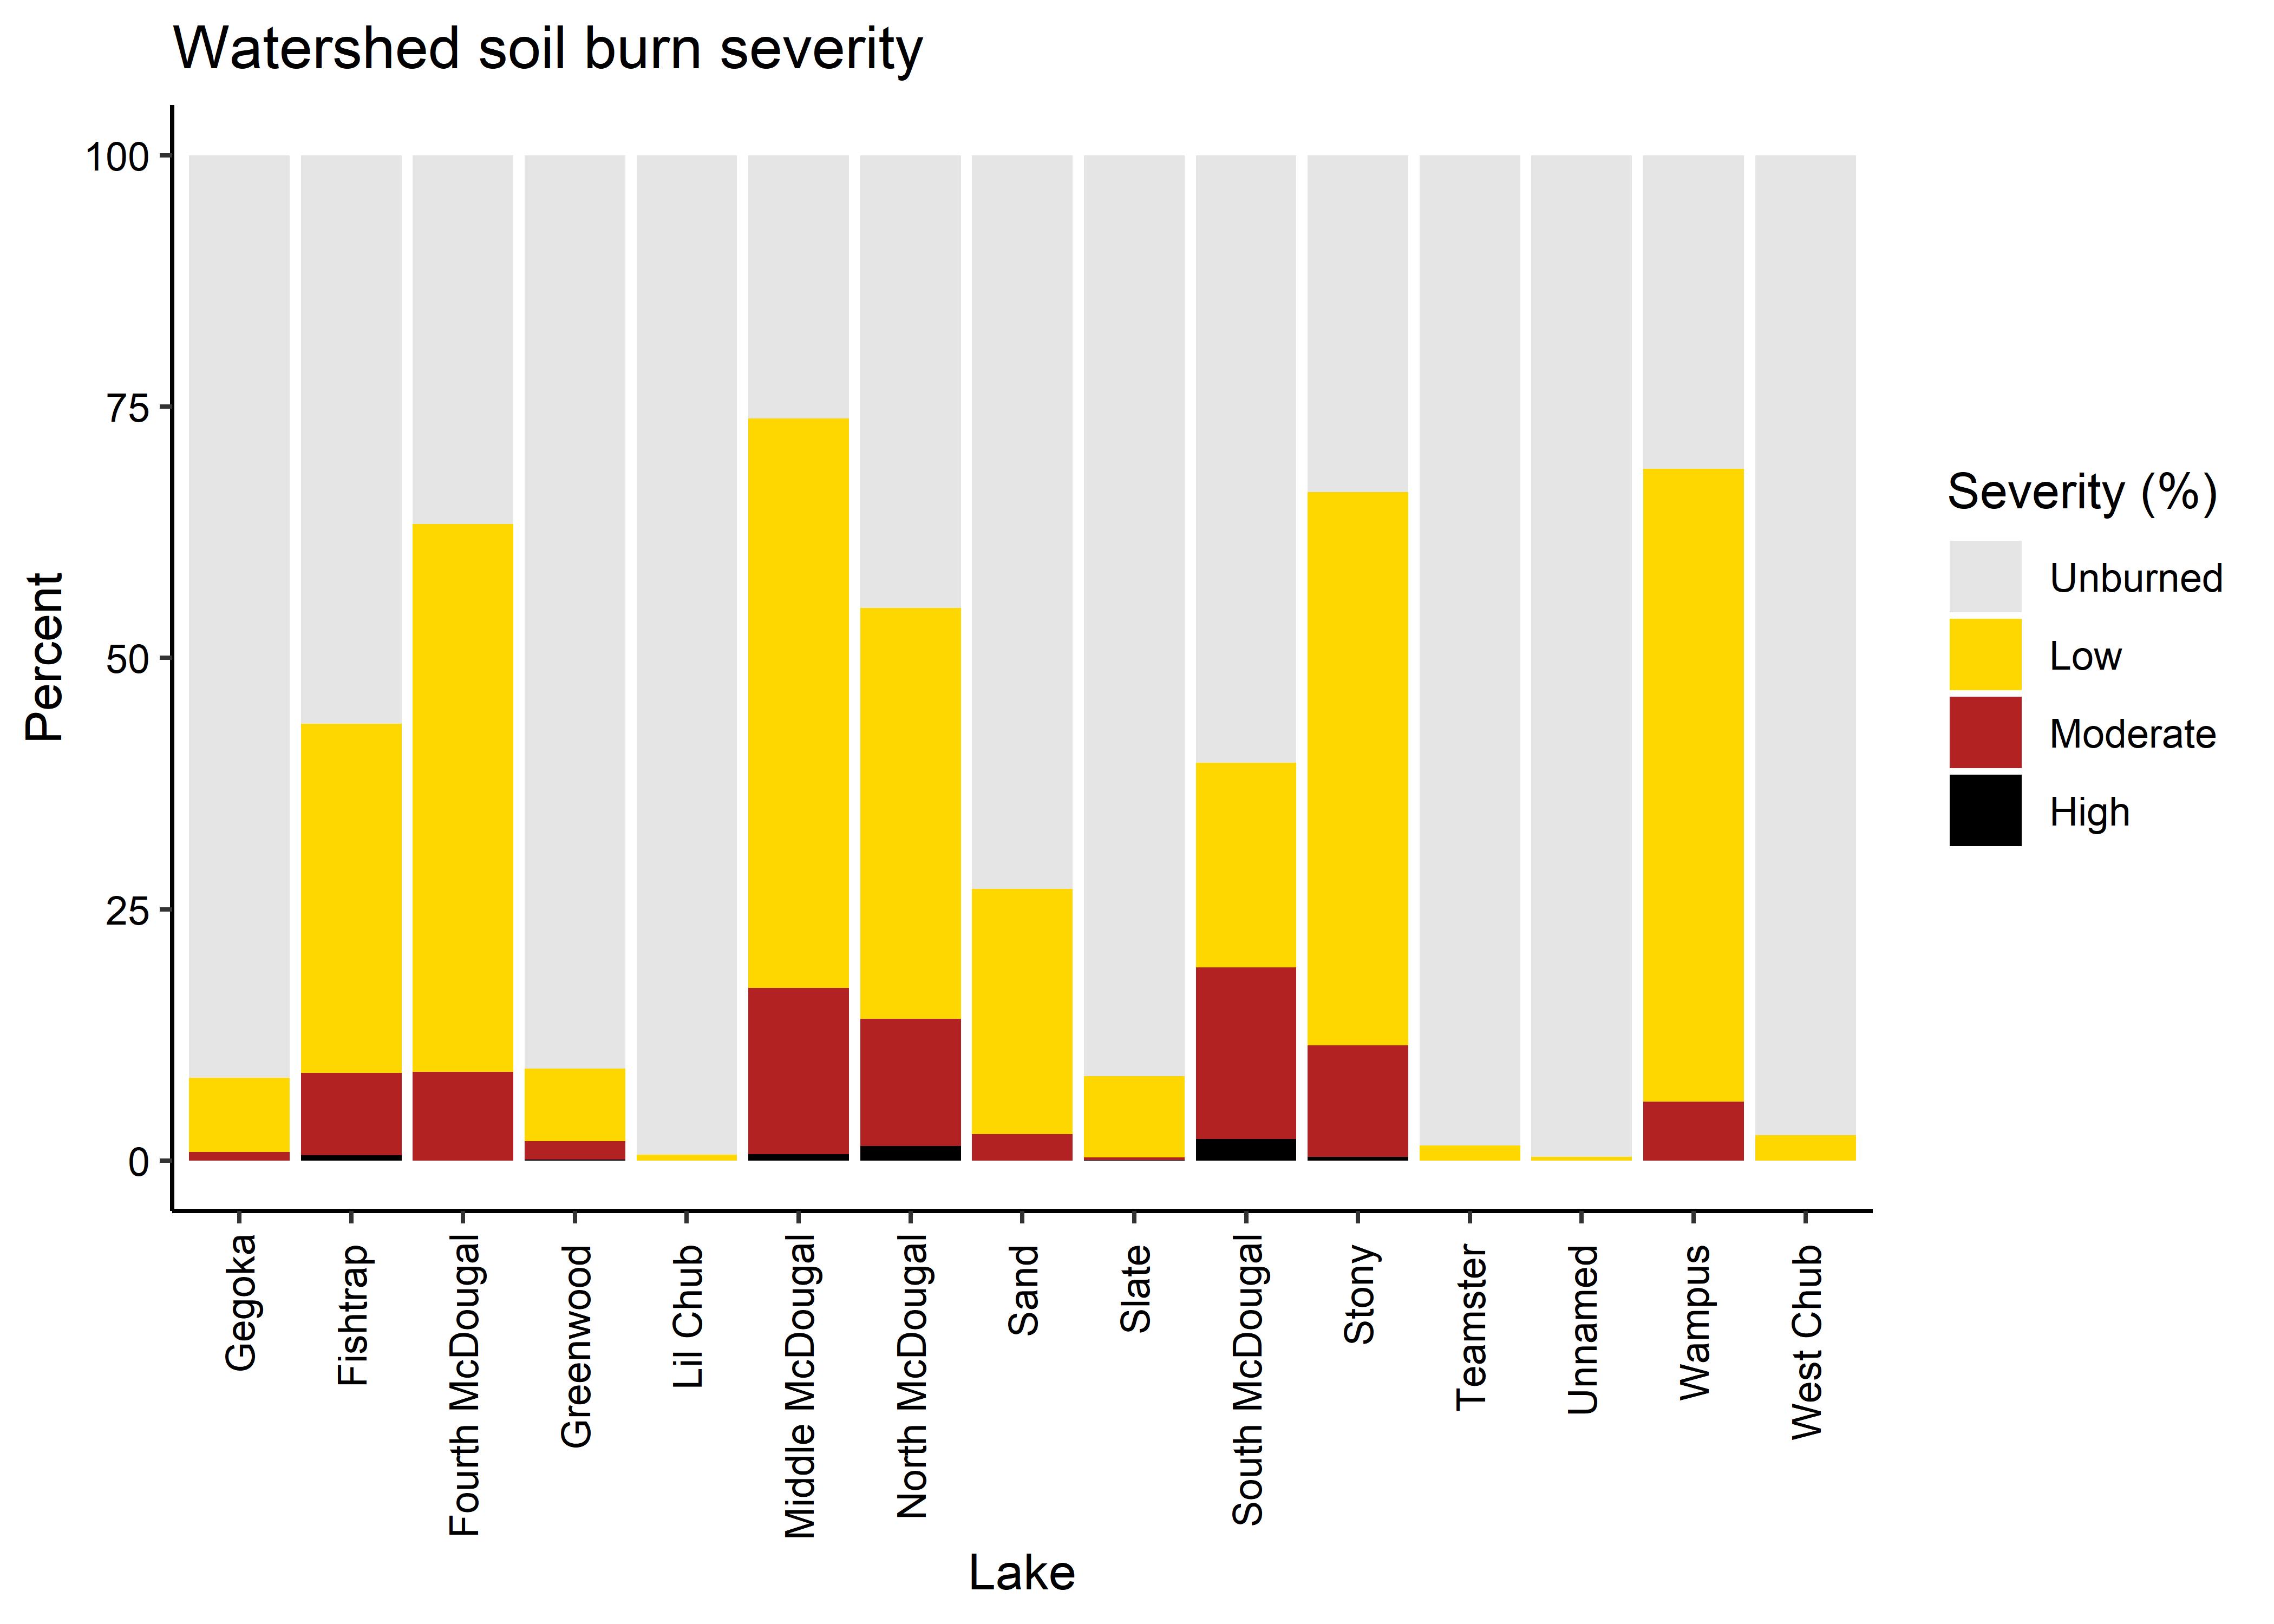 Watershed soil burn severity
Percent
100
75
50
25
0
Gegoka
Fishtrap
Fourth McDougal
Greenwood
Lil Chub
Middle McDougal
North McDougal
Sand
Slate
South McDougal
Stony
Teamster
Unnamed
Wampus
West Chub
Lake
Severity (%)
Unburned
Low
Moderate
High